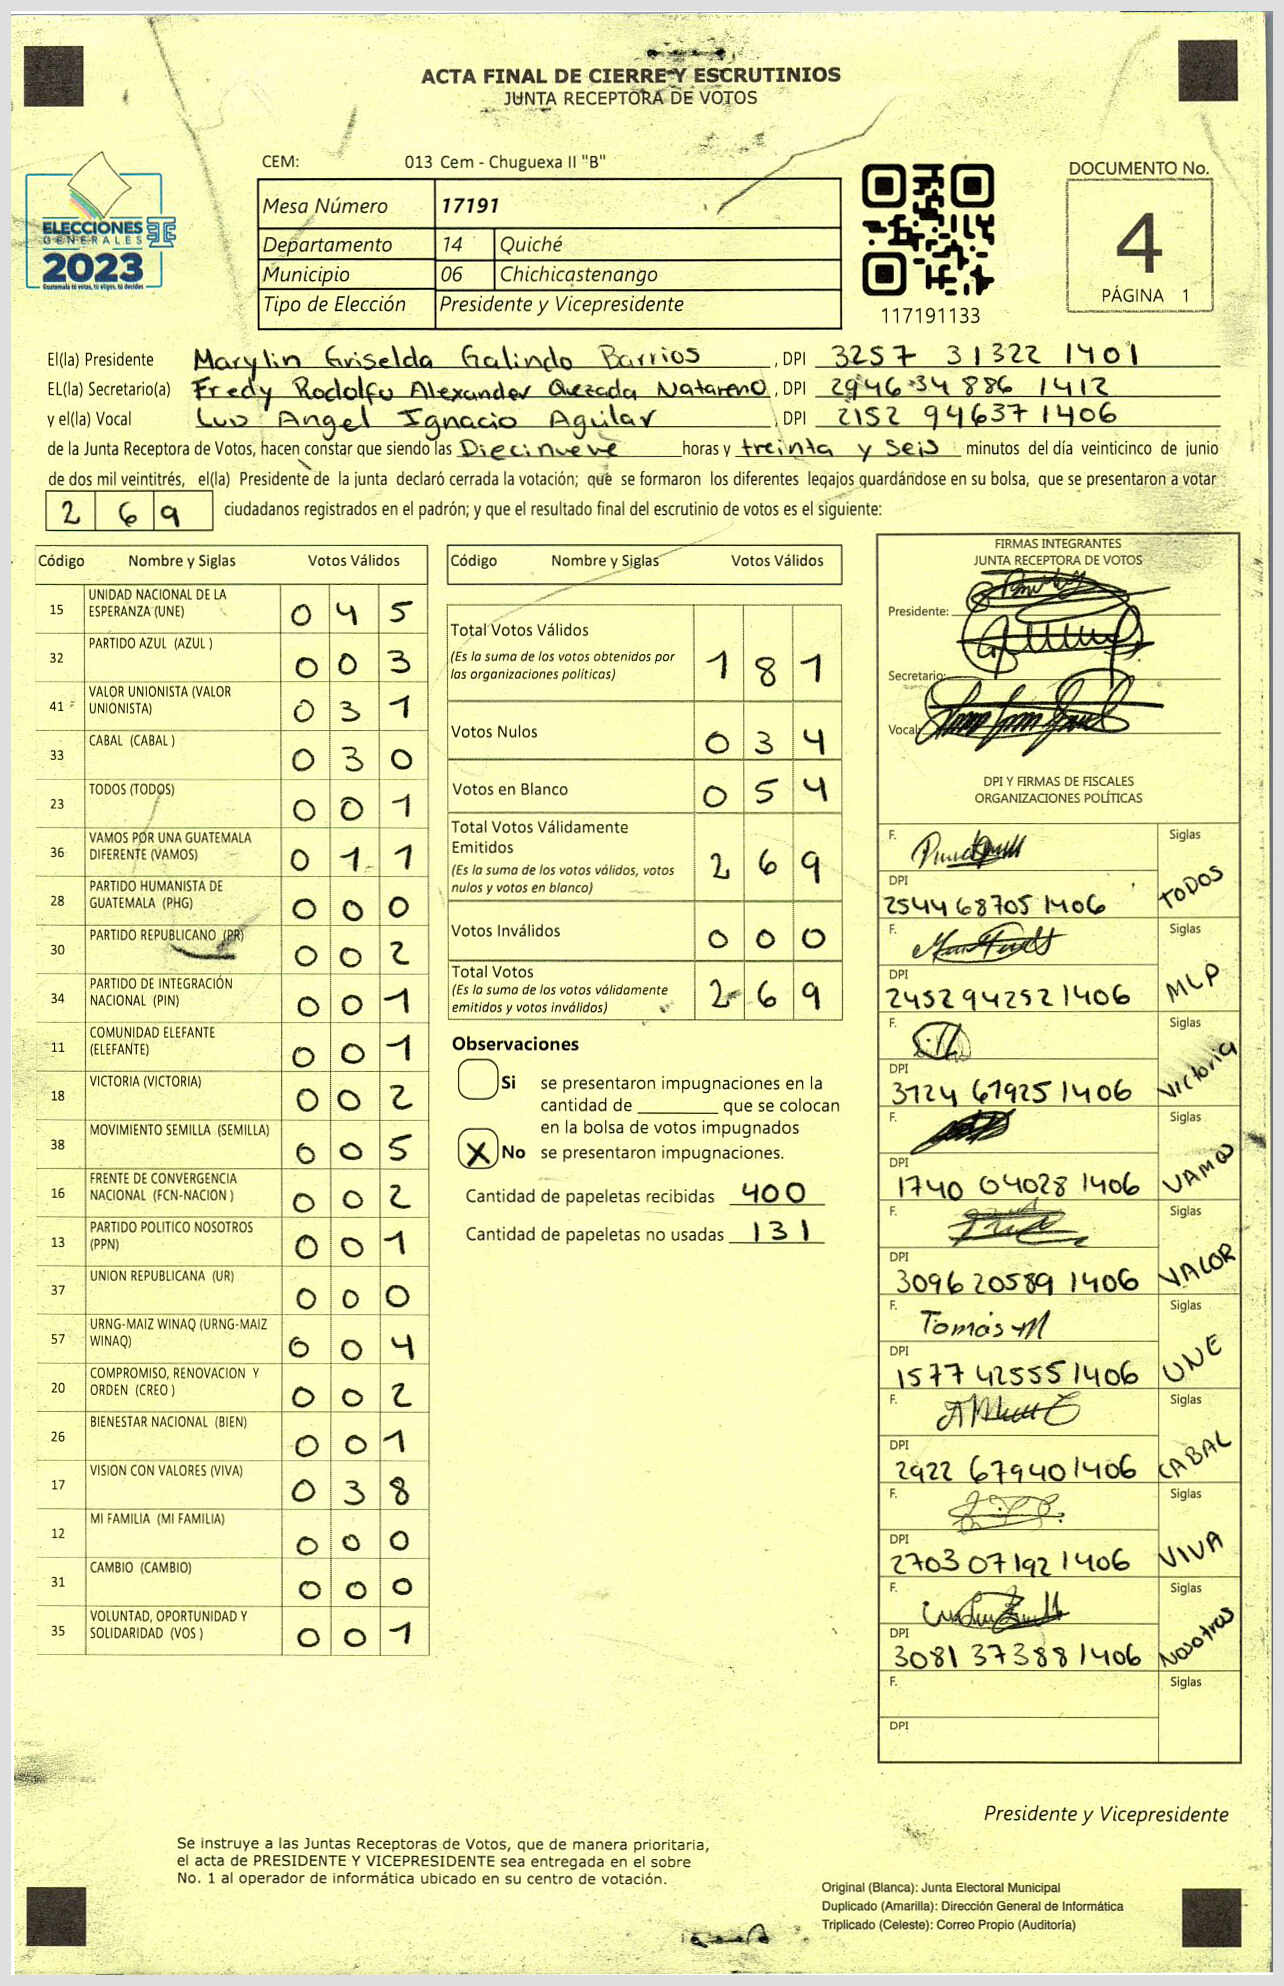 ACTA FINAL DE CIERRE Y ESCRUTINIOS
JUNTA RECEPTORA DE VOTOS
ELECCIONES
GENERALES
2023
Guatemala tú votas, tú eliges, tú decides
CEM: 013 Cem - Chuguexa II "B"
Mesa Número 17191
Departamento 14 Quiché
Municipio 06 Chichicastenango
Tipo de Elección Presidente y Vicepresidente
117191133
DOCUMENTO No.
4
PÁGINA 1
El(la) Presidente Marylin Griselda Galindo Barrios, DPI 3257 31322 1401
EL(la) Secretario(a) Fredy Rodolfo Alexander Quezada Natareno, DPI 2946 34 886 1412
y el(la) Vocal Luis Angel Ignacio Aguilar, DPI 2152 94637 1406
de la Junta Receptora de Votos, hacen constar que siendo las Diecinueve horas y treinta y seis minutos del día veinticinco de junio
de dos mil veintitrés, el(la) Presidente de la junta declaró cerrada la votación; que se formaron los diferentes legajos guardándose en su bolsa, que se presentaron a votar
2 6 9 ciudadanos registrados en el padrón; y que el resultado final del escrutinio de votos es el siguiente:
Código Nombre y Siglas Votos Válidos
15 UNIDAD NACIONAL DE LA ESPERANZA (UNE) 0 4 5
32 PARTIDO AZUL (AZUL ) 0 0 3
41 VALOR UNIONISTA (VALOR UNIONISTA) 0 3 1
33 CABAL (CABAL ) 0 3 0
23 TODOS (TODOS) 0 0 1
36 VAMOS POR UNA GUATEMALA DIFERENTE (VAMOS) 0 1 1
28 PARTIDO HUMANISTA DE GUATEMALA (PHG) 0 0 0
30 PARTIDO REPUBLICANO (PR) 0 0 2
34 PARTIDO DE INTEGRACIÓN NACIONAL (PIN) 0 0 1
11 COMUNIDAD ELEFANTE (ELEFANTE) 0 0 1
18 VICTORIA (VICTORIA) 0 0 2
38 MOVIMIENTO SEMILLA (SEMILLA) 0 0 5
16 FRENTE DE CONVERGENCIA NACIONAL (FCN-NACION ) 0 0 2
13 PARTIDO POLITICO NOSOTROS (PPN) 0 0 1
37 UNION REPUBLICANA (UR) 0 0 0
57 URNG-MAIZ WINAQ (URNG-MAIZ WINAQ) 0 0 4
20 COMPROMISO, RENOVACION Y ORDEN (CREO ) 0 0 2
26 BIENESTAR NACIONAL (BIEN) 0 0 1
17 VISION CON VALORES (VIVA) 0 3 8
12 MI FAMILIA (MI FAMILIA) 0 0 0
31 CAMBIO (CAMBIO) 0 0 0
35 VOLUNTAD, OPORTUNIDAD Y SOLIDARIDAD (VOS ) 0 0 1
Código Nombre y Siglas Votos Válidos
Total Votos Válidos
(Es la suma de los votos obtenidos por las organizaciones políticas) 1 8 1
Votos Nulos 0 3 4
Votos en Blanco 0 5 4
Total Votos Válidamente Emitidos
(Es la suma de los votos válidos, votos nulos y votos en blanco) 2 6 9
Votos Inválidos 0 0 0
Total Votos
(Es la suma de los votos válidamente emitidos y votos inválidos) 2 6 9
Observaciones
Si se presentaron impugnaciones en la
cantidad de ________ que se colocan
en la bolsa de votos impugnados
X No se presentaron impugnaciones.
Cantidad de papeletas recibidas 400
Cantidad de papeletas no usadas 131
FIRMAS INTEGRANTES
JUNTA RECEPTORA DE VOTOS
Presidente:
Secretario:
Vocal:
DPI Y FIRMAS DE FISCALES
ORGANIZACIONES POLÍTICAS
F. Siglas
DPI
2544 68705 1406 TODOS
F. Siglas
DPI
2452942521406 MLP
F. Siglas
DPI
3124 67925 1406 Victoria
F. Siglas
DPI
1740 04028 1406 VAMOS
F. Siglas
DPI
3096 20589 1406 VALOR
F. Tomás M Siglas
DPI
1577 42555 1406 UNE
F. Siglas
DPI
2922 67940 1406 CABAL
F. Siglas
DPI
2703 07192 1406 VIVA
F. Siglas
DPI
3081 37388 1406 Nosotros
F. Siglas
DPI
Presidente y Vicepresidente
Se instruye a las Juntas Receptoras de Votos, que de manera prioritaria,
el acta de PRESIDENTE Y VICEPRESIDENTE sea entregada en el sobre
No. 1 al operador de informática ubicado en su centro de votación.
Original (Blanca): Junta Electoral Municipal
Duplicado (Amarilla): Dirección General de Informática
Triplicado (Celeste): Correo Propio (Auditoría)